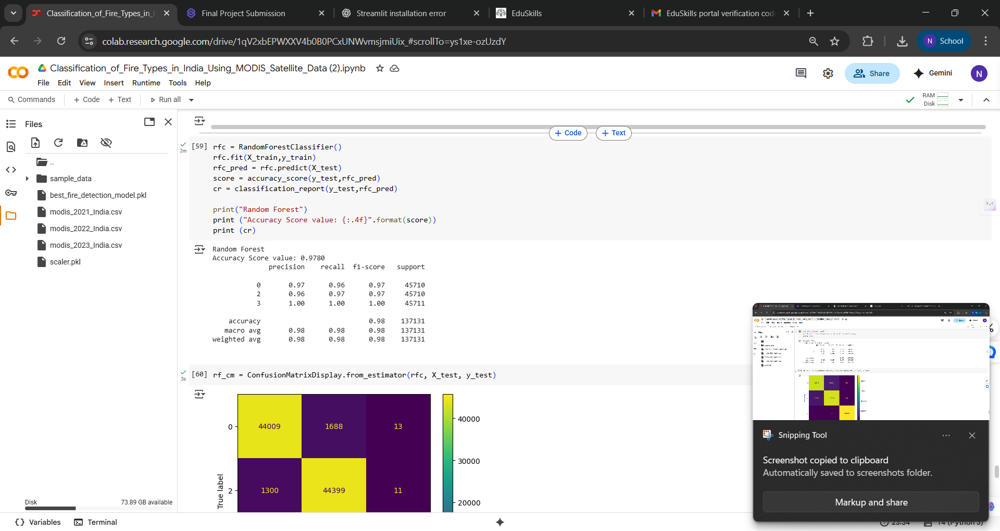 Classification_of_Fire_Types_in_
Final Project Submission
Streamlit installation error
EduSkills
EduSkills portal verification cod
colab.research.google.com/drive/1qV2xbEPWXXV4b0B0PCxUNWvmsjmiUix_#scrollTo=ys1xe-ozUzdY
N School
Classification_of_Fire_Types_in_India_Using_MODIS_Satellite_Data (2).ipynb
File Edit View Insert Runtime Tools Help
Share
Gemini
N
Commands + Code + Text Run all
RAM
Disk
Files
..
sample_data
best_fire_detection_model.pkl
modis_2021_India.csv
modis_2022_India.csv
modis_2023_India.csv
scaler.pkl
Disk 73.89 GB available
+ Code + Text
2m
[59] rfc = RandomForestClassifier()
rfc.fit(X_train,y_train)
rfc_pred = rfc.predict(X_test)
score = accuracy_score(y_test,rfc_pred)
cr = classification_report(y_test,rfc_pred)
print("Random Forest")
print ("Accuracy Score value: {:.4f}".format(score))
print (cr)
Random Forest
Accuracy Score value: 0.9780
precision recall f1-score support
0 0.97 0.96 0.97 45710
2 0.96 0.97 0.97 45710
3 1.00 1.00 1.00 45711
accuracy 0.98 137131
macro avg 0.98 0.98 0.98 137131
weighted avg 0.98 0.98 0.98 137131
3s
[60] rf_cm = ConfusionMatrixDisplay.from_estimator(rfc, X_test, y_test)
0 44009 1688 13
2 1300 44399 11
True label
40000
30000
20000
Snipping Tool
Screenshot copied to clipboard
Automatically saved to screenshots folder.
Markup and share
Variables
Terminal
23:34
T4 (Python 3)